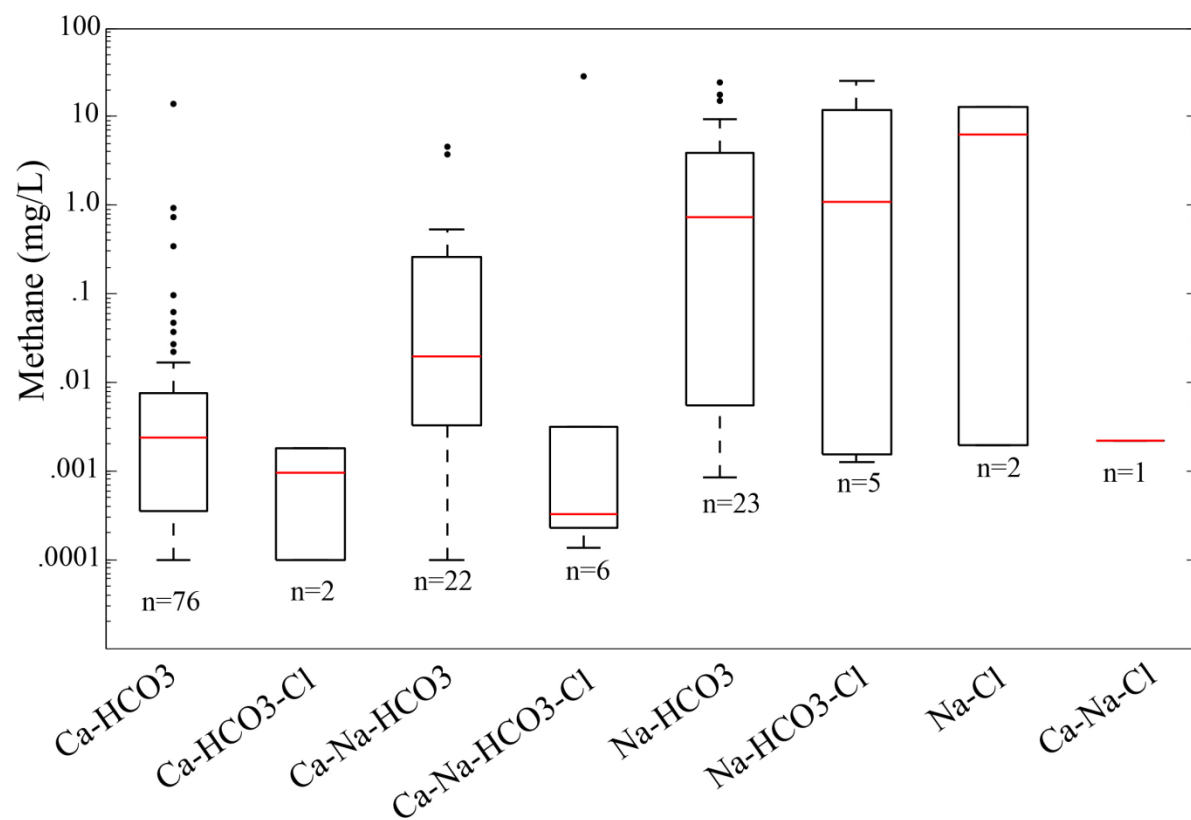 100
10
1.0
.1
.01
.001
.0001
Methane (mg/L)
n=76
n=2
n=22
n=6
n=23
n=5
n=2
n=1
Ca-HCO3
Ca-HCO3-Cl
Ca-Na-HCO3
Ca-Na-HCO3-Cl
Na-HCO3
Na-HCO3-Cl
Na-Cl
Ca-Na-Cl